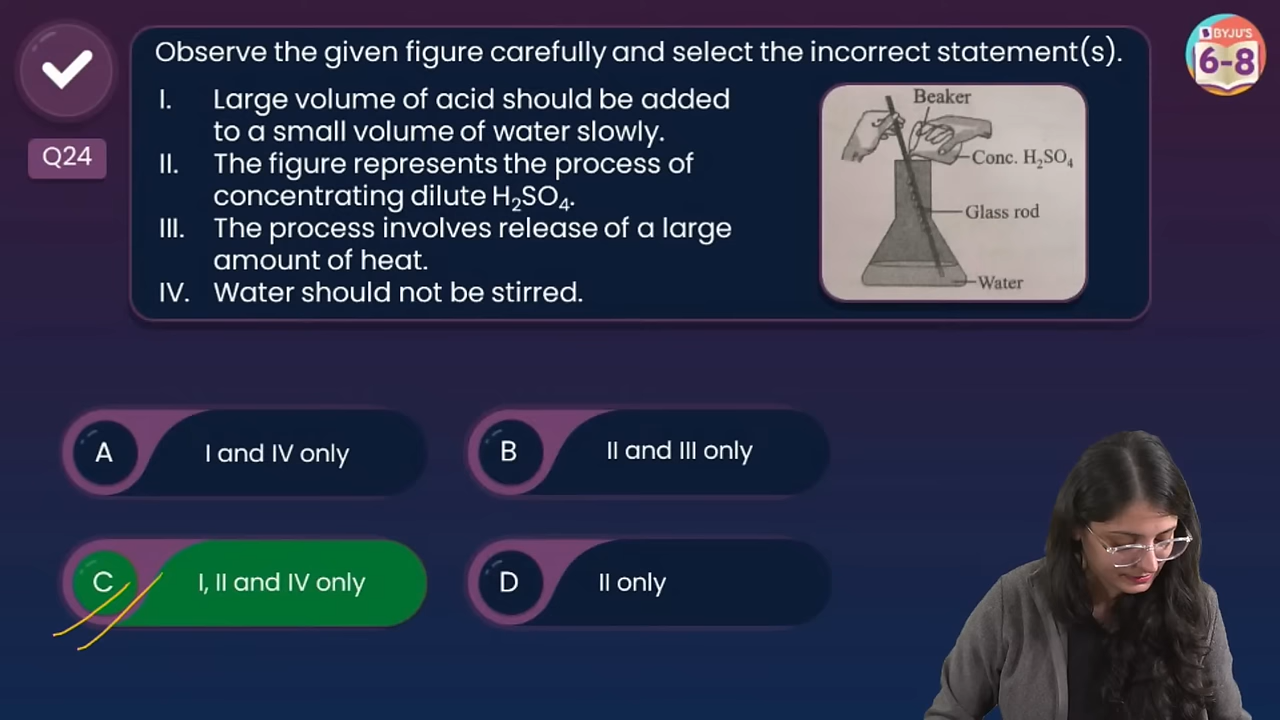 Observe the given figure carefully and select the incorrect statement(s).
BYJU'S
6-8
Q24
I. Large volume of acid should be added
to a small volume of water slowly.
II. The figure represents the process of
concentrating dilute H₂SO₄.
III. The process involves release of a large
amount of heat.
IV. Water should not be stirred.
Beaker
Conc. H₂SO₄
Glass rod
Water
A I and IV only
B II and III only
C I, II and IV only
D II only